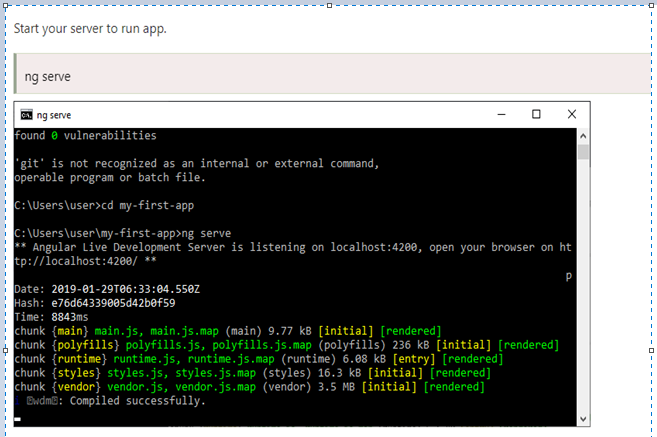 Start your server to run app.
ng serve
ng serve
found 0 vulnerabilities
'git' is not recognized as an internal or external command,
operable program or batch file.
C:\Users\user>cd my-first-app
C:\Users\user\my-first-app>ng serve
** Angular Live Development Server is listening on localhost:4200, open your browser on ht
tp://localhost:4200/ **
p
Date: 2019-01-29T06:33:04.550Z
Hash: e76d64339005d42b0f59
Time: 8843ms
chunk {main} main.js, main.js.map (main) 9.77 kB [initial] [rendered]
chunk {polyfills} polyfills.js, polyfills.js.map (polyfills) 236 kB [initial] [rendered]
chunk {runtime} runtime.js, runtime.js.map (runtime) 6.08 kB [entry] [rendered]
chunk {styles} styles.js, styles.js.map (styles) 16.3 kB [initial] [rendered]
chunk {vendor} vendor.js, vendor.js.map (vendor) 3.5 MB [initial] [rendered]
wdm: Compiled successfully.